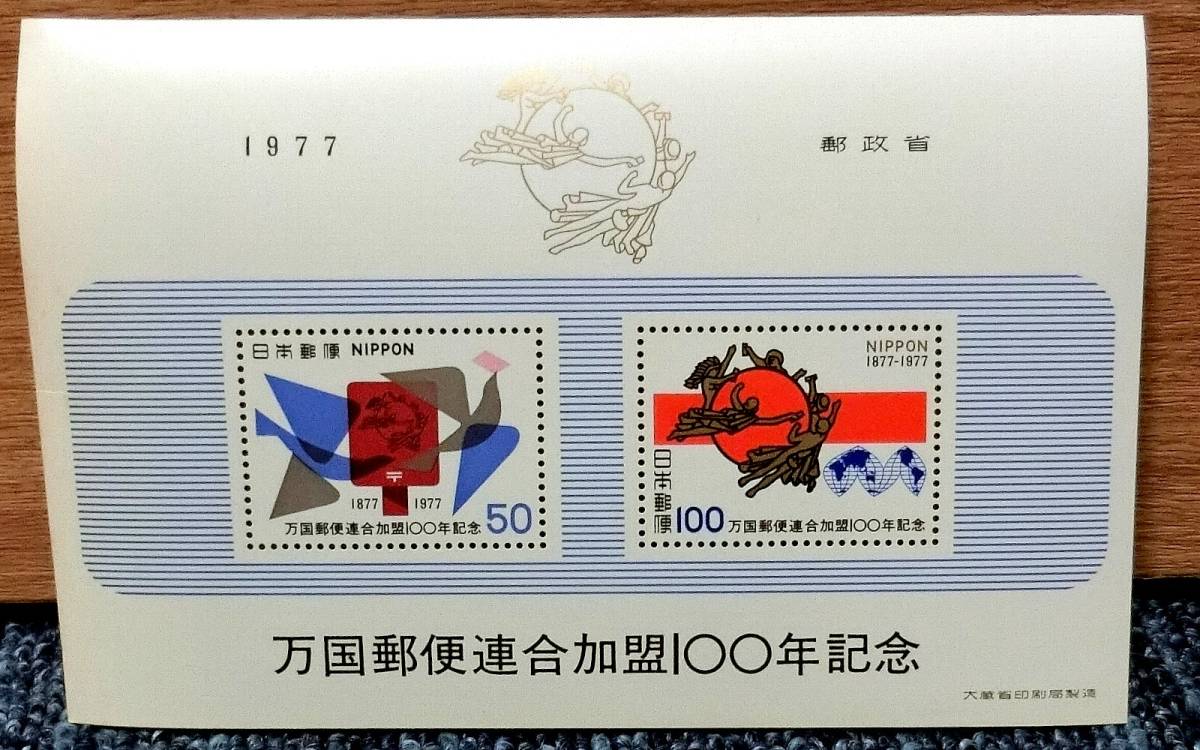 1977
郵政省
日本郵便 NIPPON
〒
1877 1977
万国郵便連合加盟100年記念 50
NIPPON
1877-1977
日本郵便
100 万国郵便連合加盟100年記念
万国郵便連合加盟100年記念
大蔵省印刷局製造